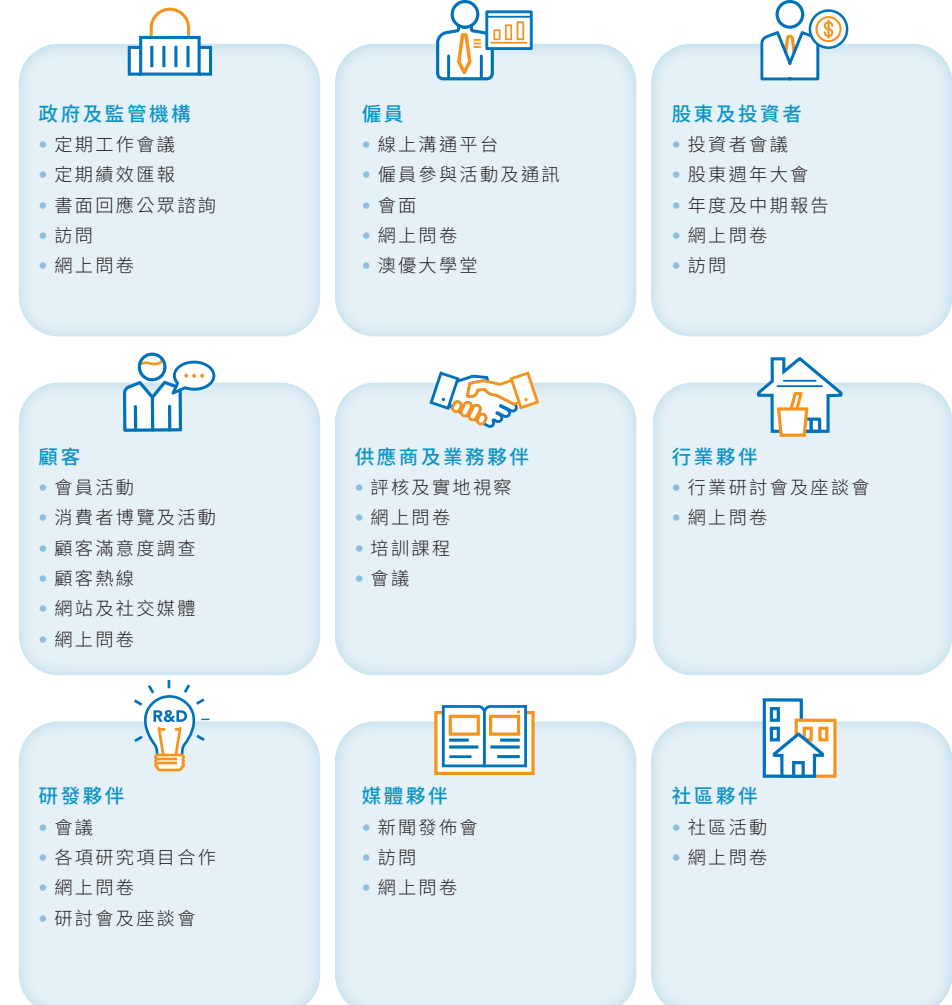 政府及監管機構
定期工作會議
定期績效匯報
書面回應公眾諮詢
訪問
網上問卷
僱員
線上溝通平台
僱員參與活動及通訊
會面
網上問卷
澳優大學堂
$
股東及投資者
投資者會議
股東週年大會
年度及中期報告
網上問卷
訪問
顧客
會員活動
消費者博覽及活動
顧客滿意度調查
顧客熱線
網站及社交媒體
網上問卷
供應商及業務夥伴
評核及實地視察
網上問卷
培訓課程
會議
行業夥伴
行業研討會及座談會
網上問卷
R&D
研發夥伴
會議
各項研究項目合作
網上問卷
研討會及座談會
媒體夥伴
新聞發佈會
訪問
網上問卷
社區夥伴
社區活動
網上問卷